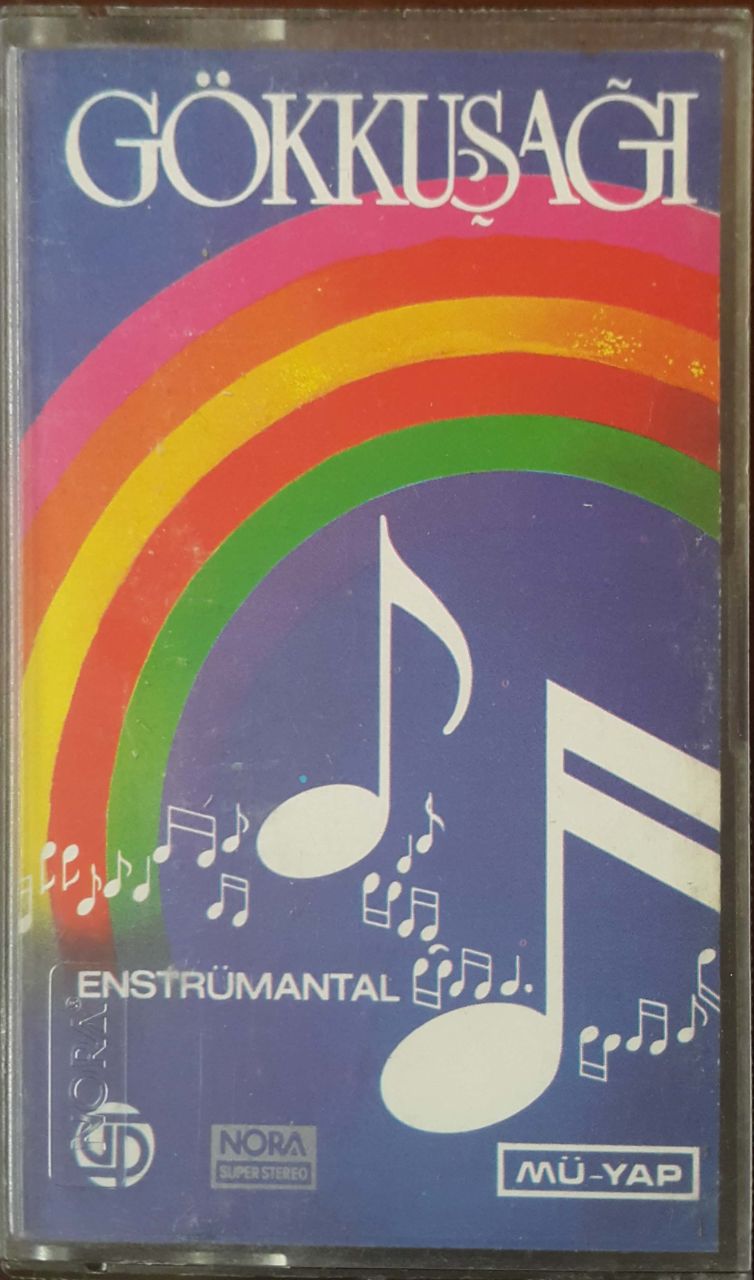 GÖKKUŞAĞI
ENSTRÜMANTAL
NORA
NORA
SUPER STEREO
MÜ-YAP